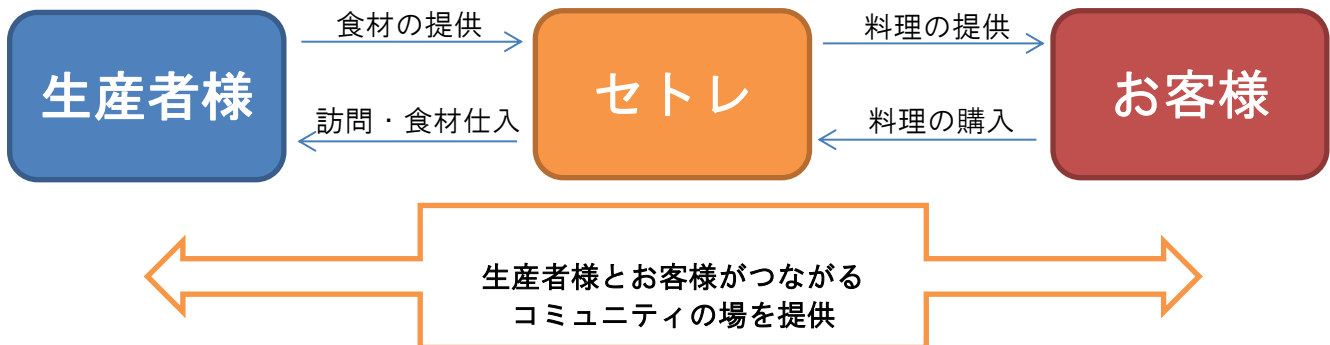 食材の提供
料理の提供
生産者様
セトレ
お客様
訪問・食材仕入
料理の購入
生産者様とお客様がつながる
コミュニティの場を提供